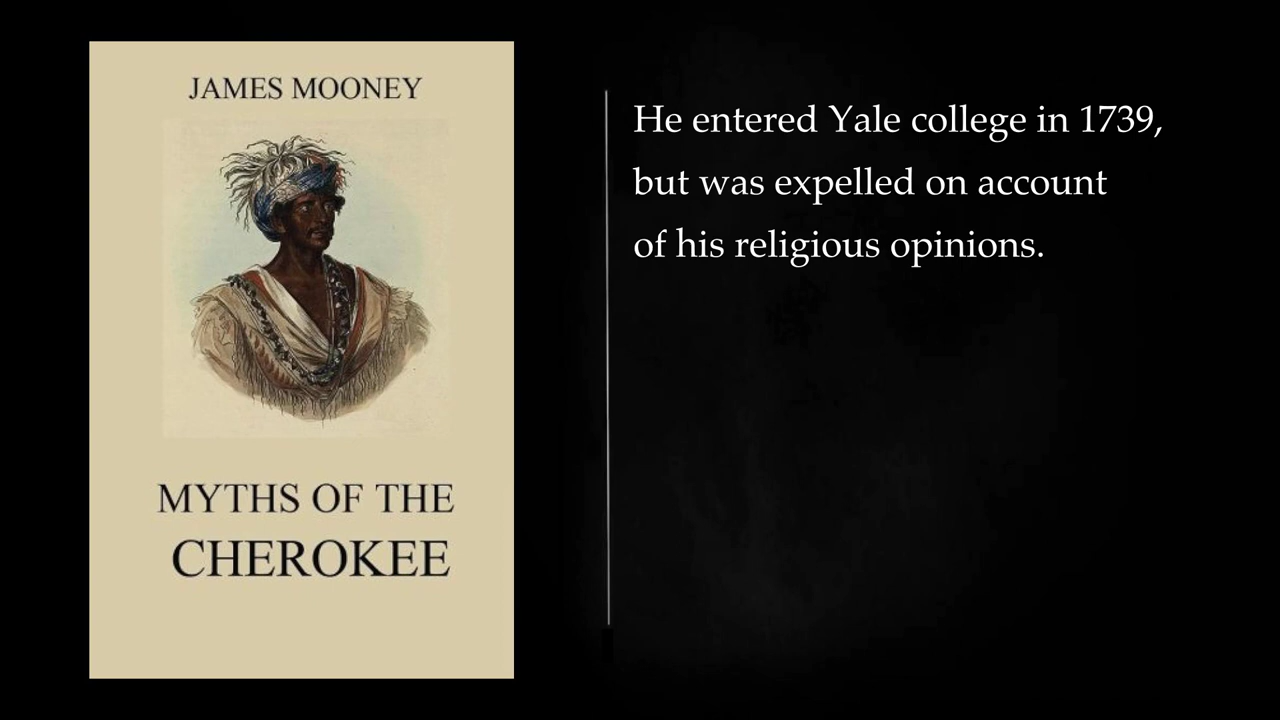 JAMES MOONEY
MYTHS OF THE
CHEROKEE
He entered Yale college in 1739,
but was expelled on account
of his religious opinions.